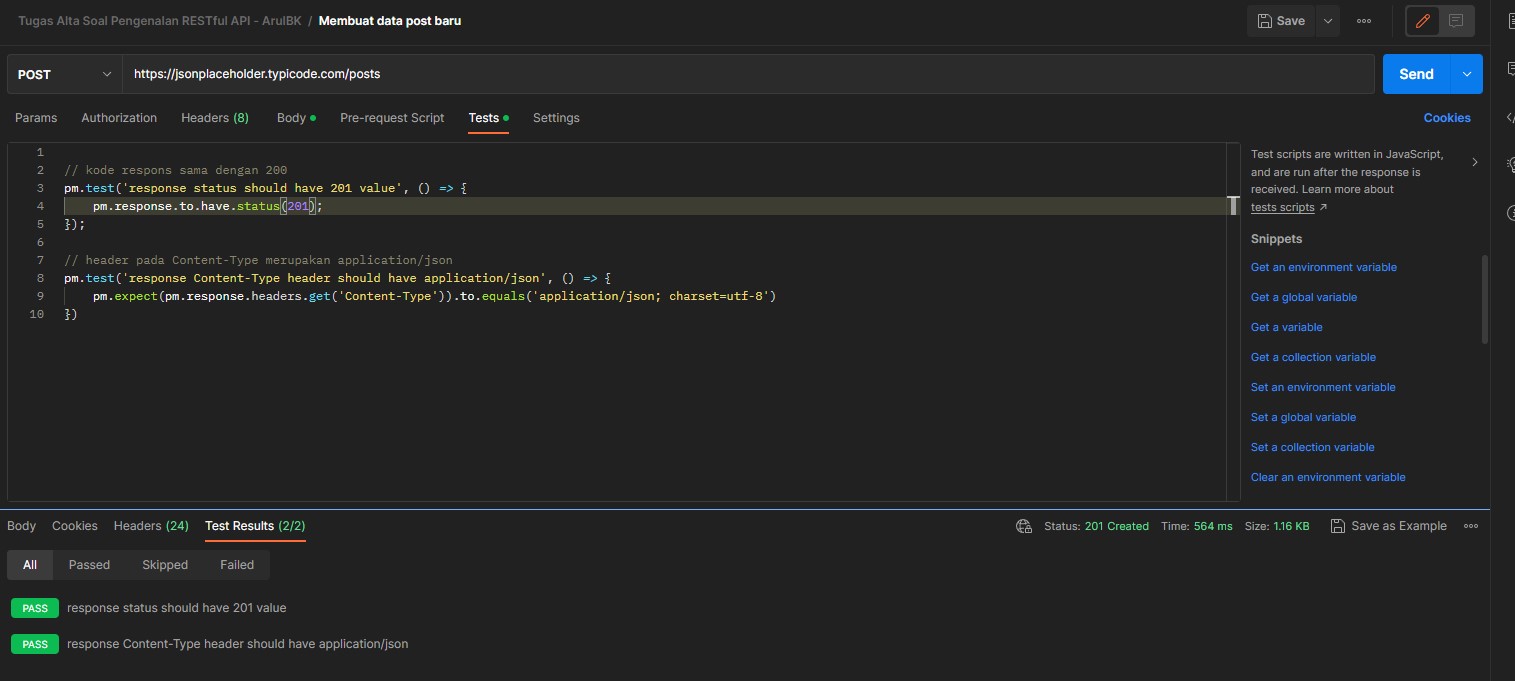 Tugas Alta Soal Pengenalan RESTful API - ArulBK / Membuat data post baru
Save
POST
https://jsonplaceholder.typicode.com/posts
Send
Params Authorization Headers (8) Body Pre-request Script Tests Settings
Cookies
1
2 // kode respons sama dengan 200
3 pm.test('response status should have 201 value', () => {
4 pm.response.to.have.status(201);
5 });
6
7 // header pada Content-Type merupakan application/json
8 pm.test('response Content-Type header should have application/json', () => {
9 pm.expect(pm.response.headers.get('Content-Type')).to.equals('application/json; charset=utf-8')
10 })
Test scripts are written in JavaScript,
and are run after the response is
received. Learn more about
tests scripts ↗
Snippets
Get an environment variable
Get a global variable
Get a variable
Get a collection variable
Set an environment variable
Set a global variable
Set a collection variable
Clear an environment variable
Body Cookies Headers (24) Test Results (2/2)
Status: 201 Created Time: 564 ms Size: 1.16 KB Save as Example
All Passed Skipped Failed
PASS response status should have 201 value
PASS response Content-Type header should have application/json